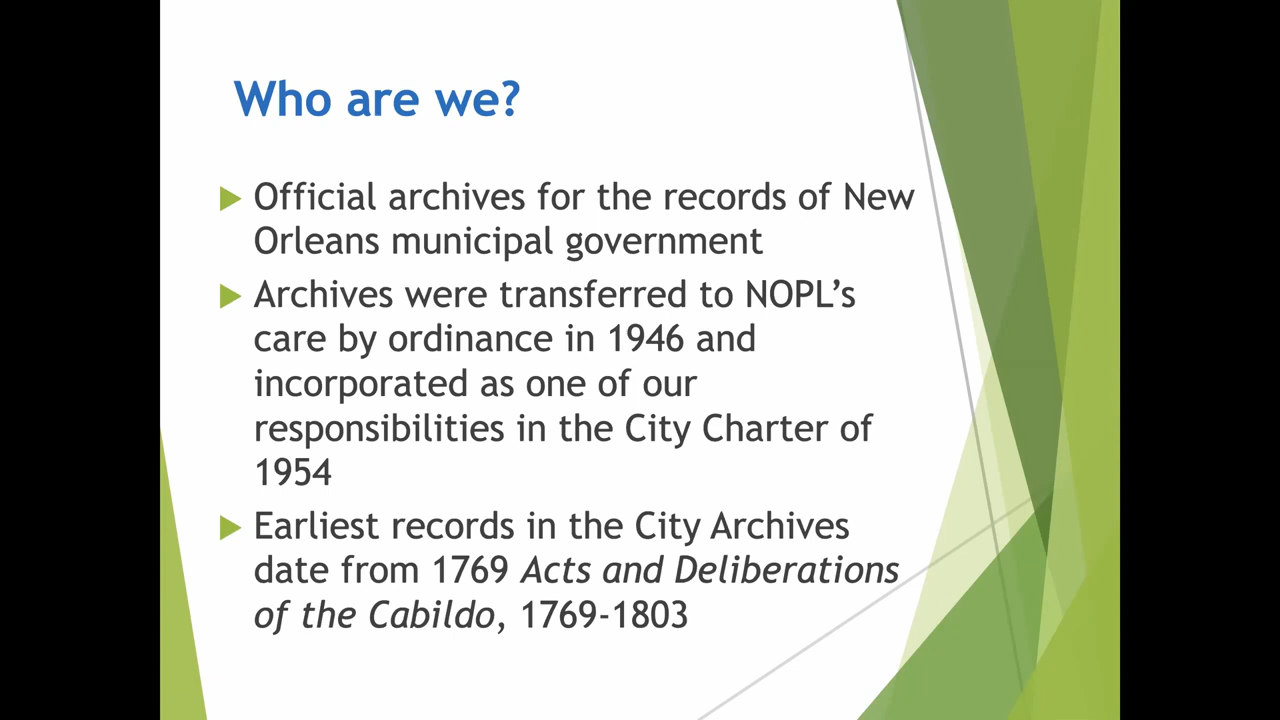 Who are we?
Official archives for the records of New
Orleans municipal government
Archives were transferred to NOPL’s
care by ordinance in 1946 and
incorporated as one of our
responsibilities in the City Charter of
1954
Earliest records in the City Archives
date from 1769 Acts and Deliberations
of the Cabildo, 1769-1803